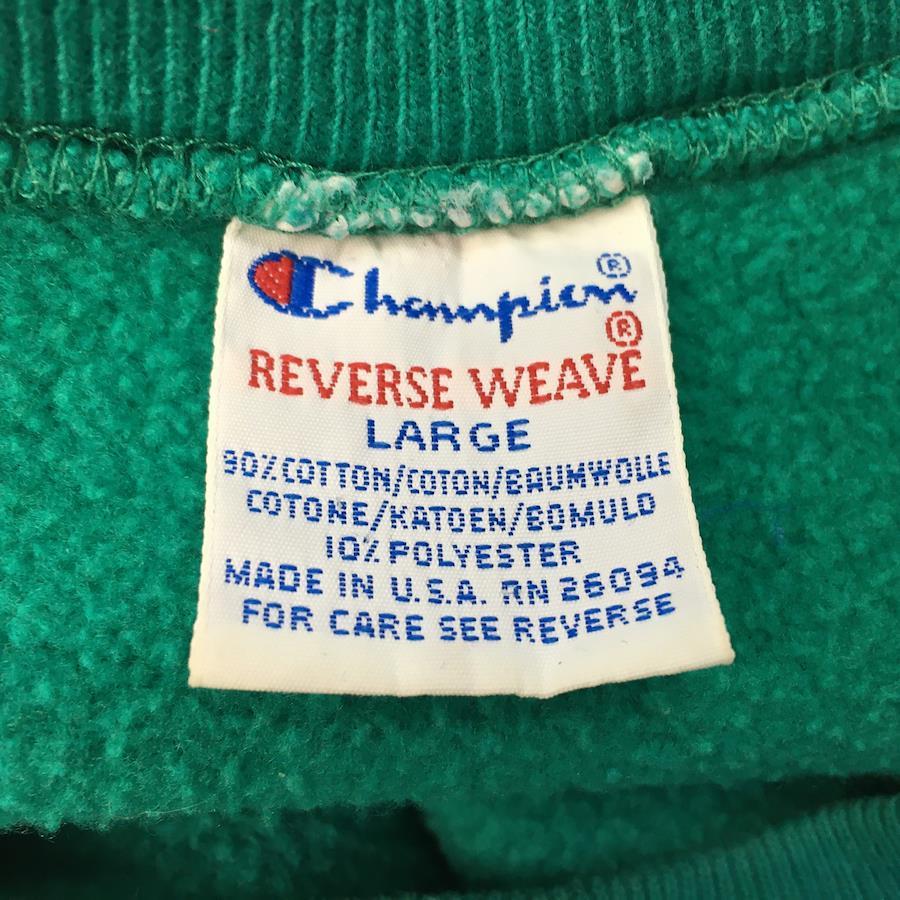 Champion ®
®
REVERSE WEAVE
LARGE
90% COTTON/COTON/BAUMWOLLE
COTONE/KATOEN/BOMULD
10% POLYESTER
MADE IN U.S.A. RN 26094
FOR CARE SEE REVERSE